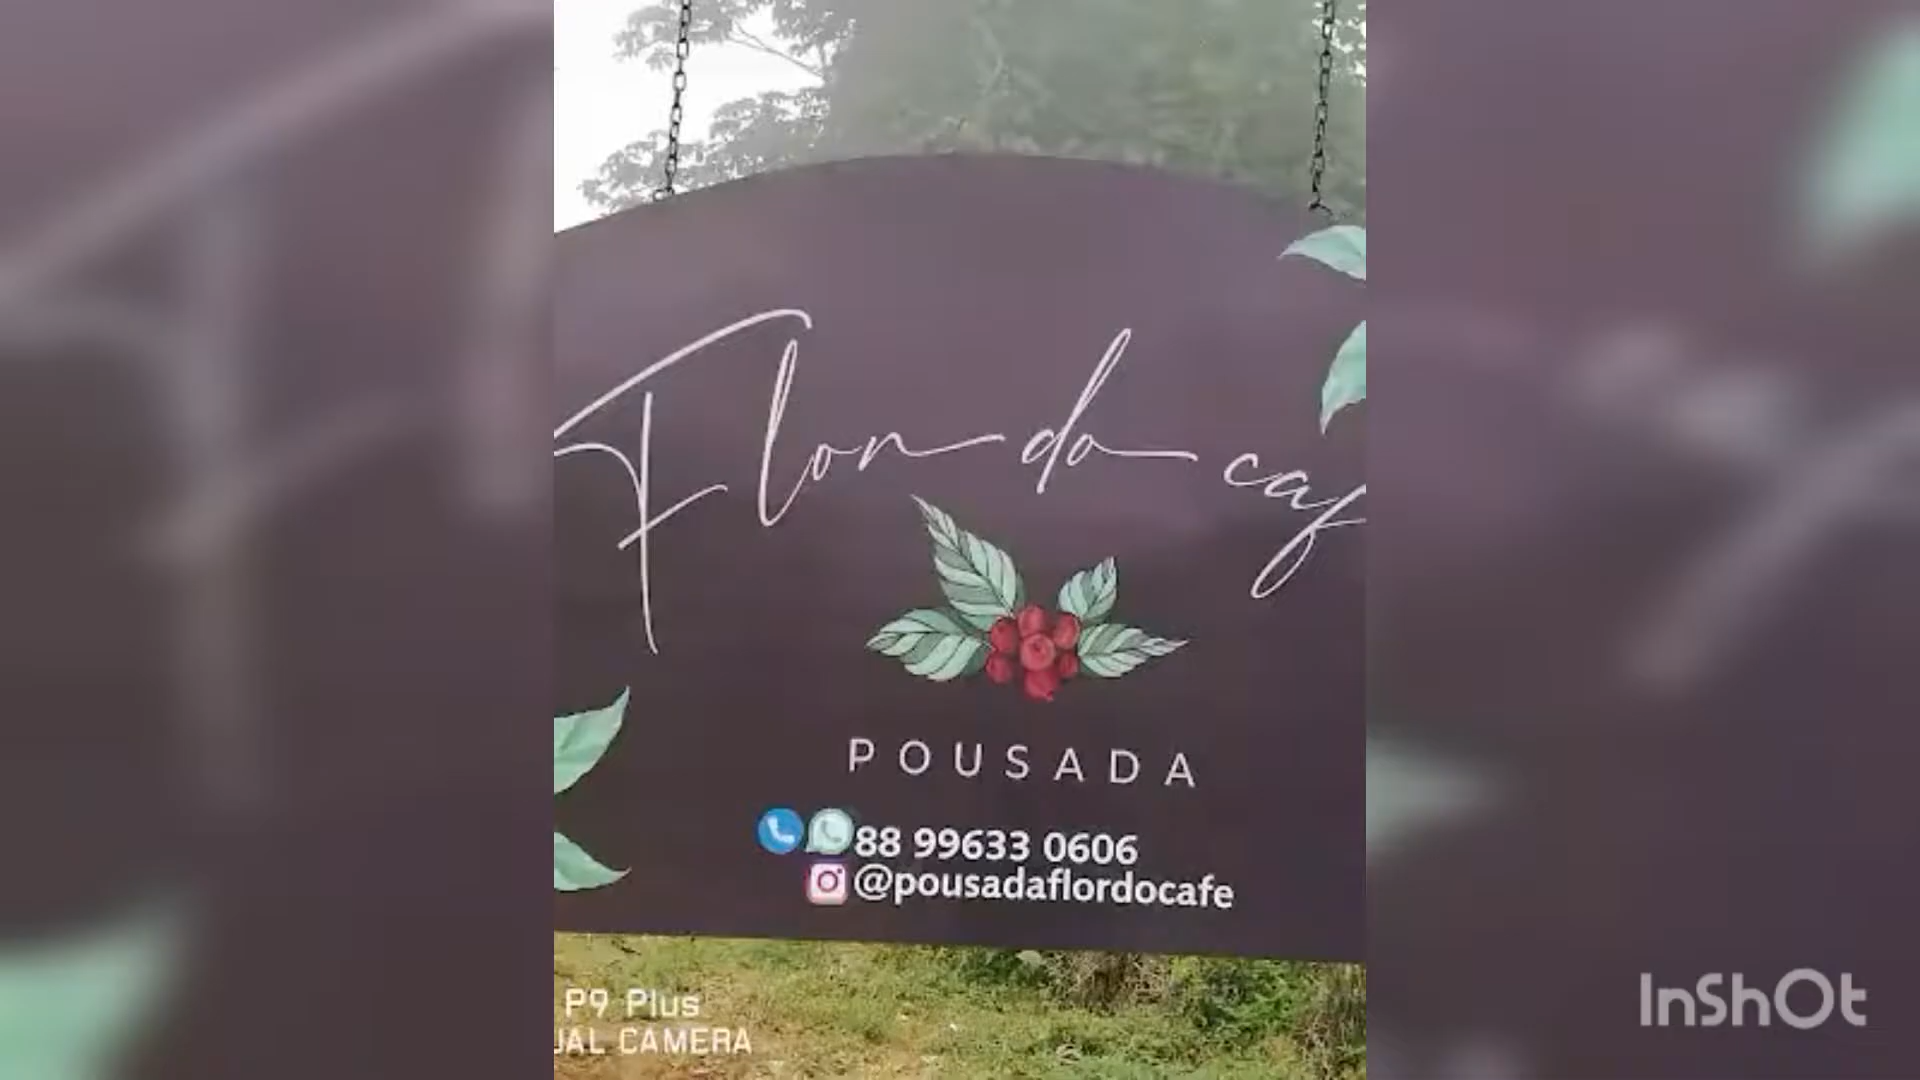 Flor do caf
POUSADA
88 99633 0606
@pousadaflordocafe
P9 Plus
UAL CAMERA
InShOt